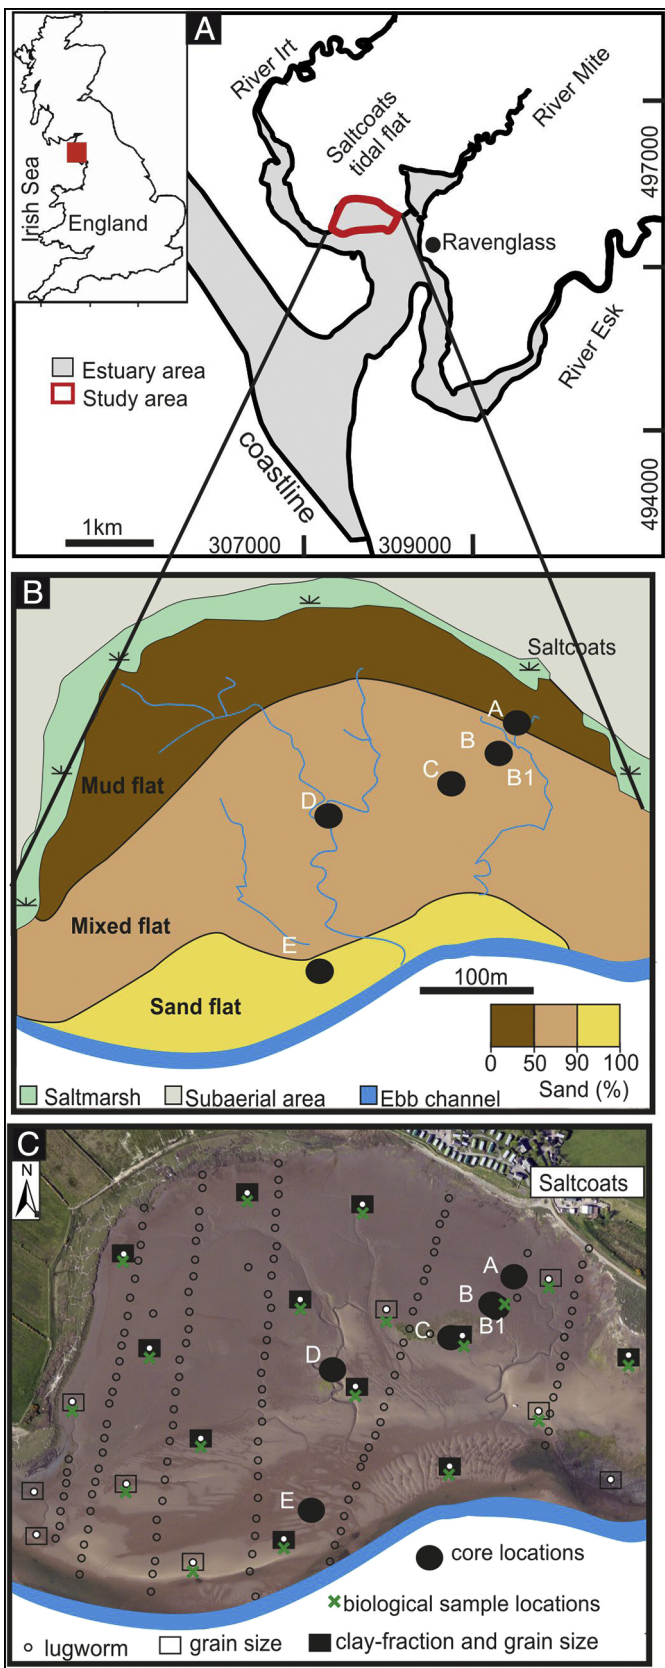 A
River Irt
River Mite
Saltcoats
tidal flat
497000
Irish Sea
England
Ravenglass
River Esk
Estuary area
Study area
coastline
494000
1km
307000
309000
B
Saltcoats
A
B
B1
C
D
Mud flat
Mixed flat
E
100m
Sand flat
0 50 90 100
Sand (%)
Saltmarsh
Subaerial area
Ebb channel
C
N
Saltcoats
A
B
B1
C
D
E
core locations
biological sample locations
lugworm
grain size
clay-fraction and grain size